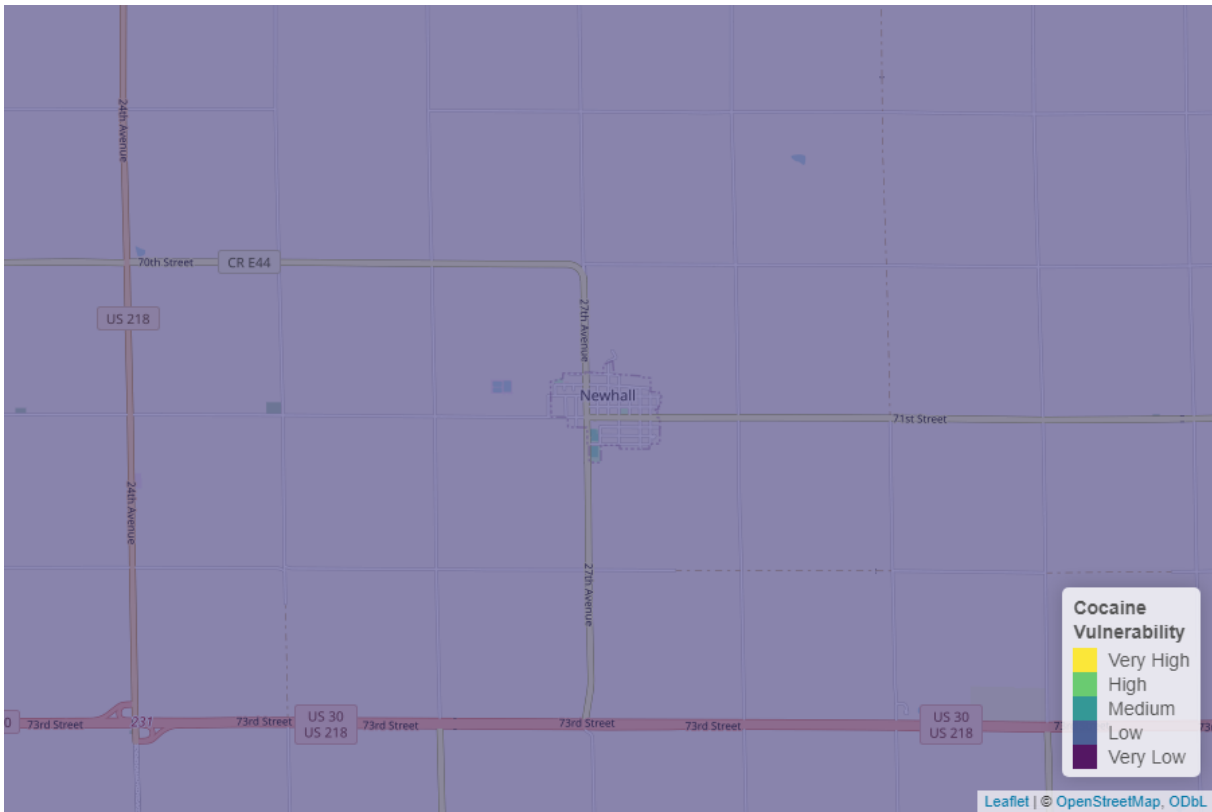 24th Avenue
70th Street
CR E44
US 218
27th Avenue
Newhall
71st Street
24th Avenue
27th Avenue
Cocaine
Vulnerability
Very High
High
Medium
Low
Very Low
0
73rd Street
231
73rd Street
US 30
US 218
73rd Street
73rd Street
73rd Street
US 30
US 218
Leaflet | © OpenStreetMap, ODbL